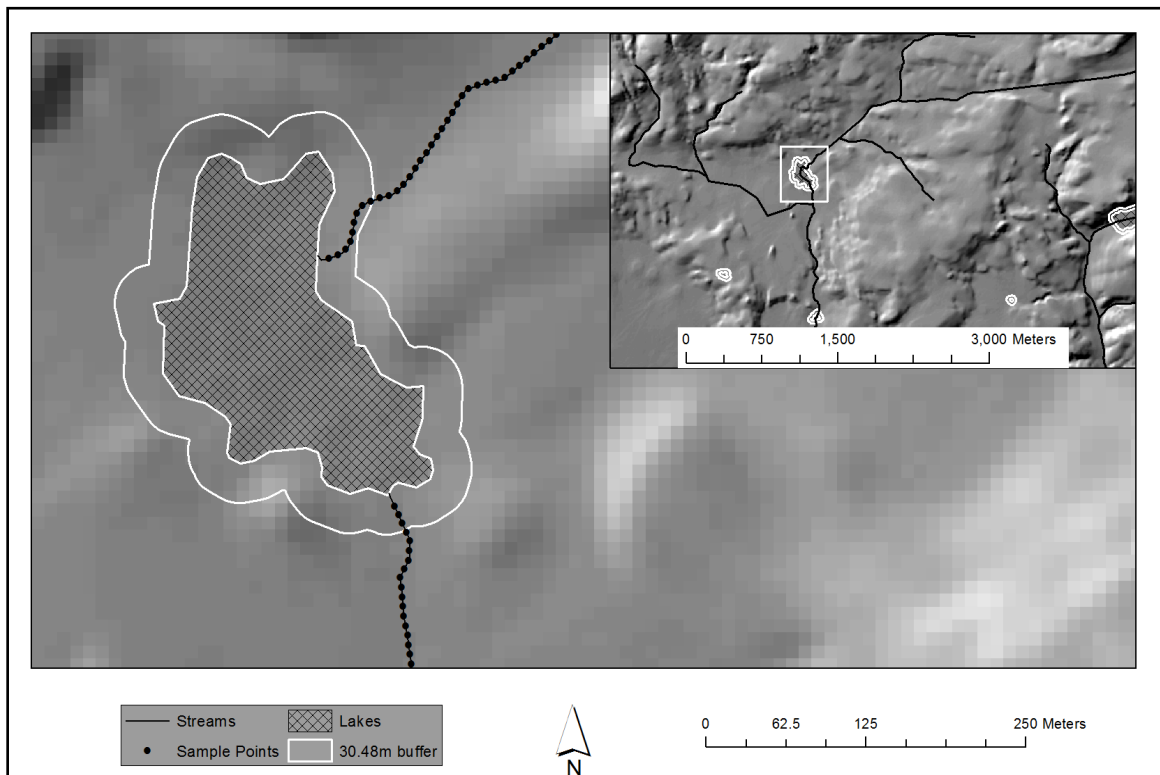 0 750 1,500 3,000 Meters
Streams Lakes
Sample Points 30.48m buffer
N
0 62.5 125 250 Meters